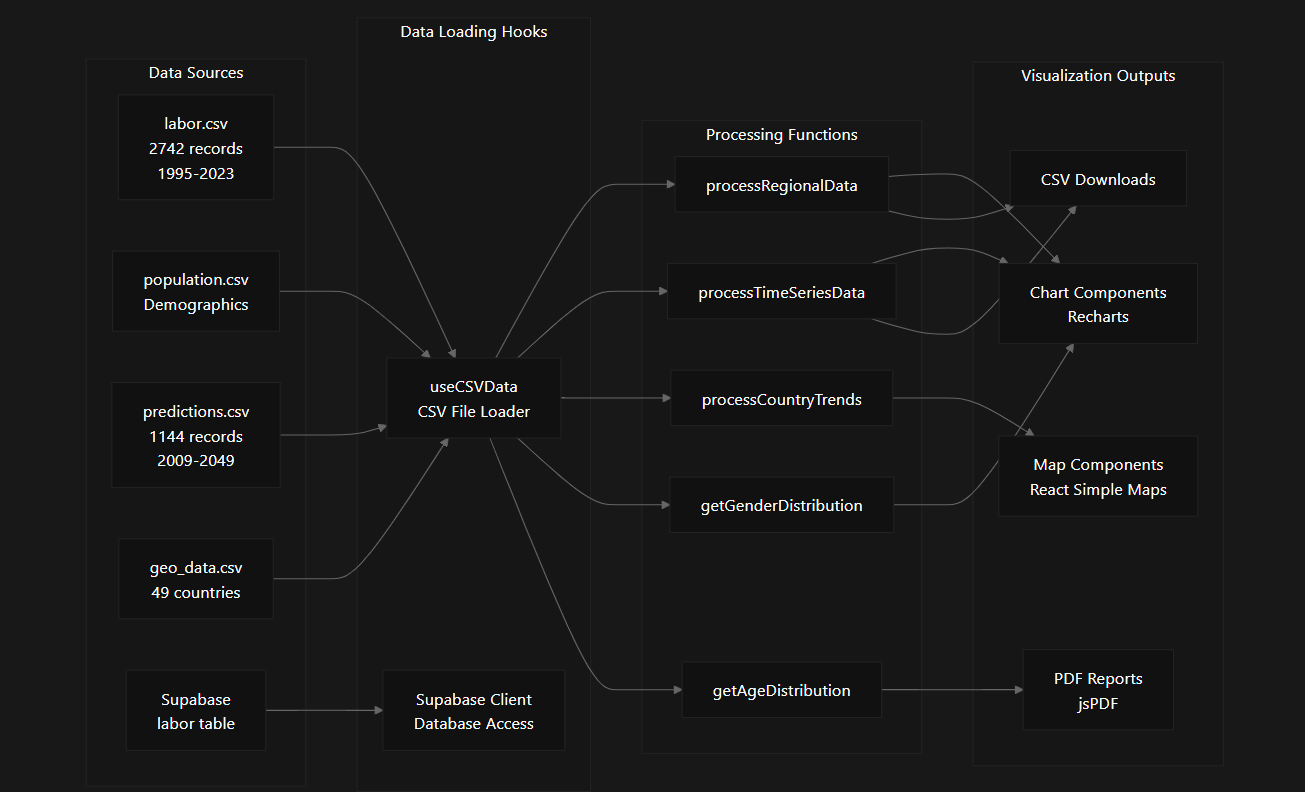 Data Sources
labor.csv
2742 records
1995-2023
population.csv
Demographics
predictions.csv
1144 records
2009-2049
geo_data.csv
49 countries
Supabase
labor table
Data Loading Hooks
useCSVData
CSV File Loader
Supabase Client
Database Access
Processing Functions
processRegionalData
processTimeSeriesData
processCountryTrends
getGenderDistribution
getAgeDistribution
Visualization Outputs
CSV Downloads
Chart Components
Recharts
Map Components
React Simple Maps
PDF Reports
jsPDF